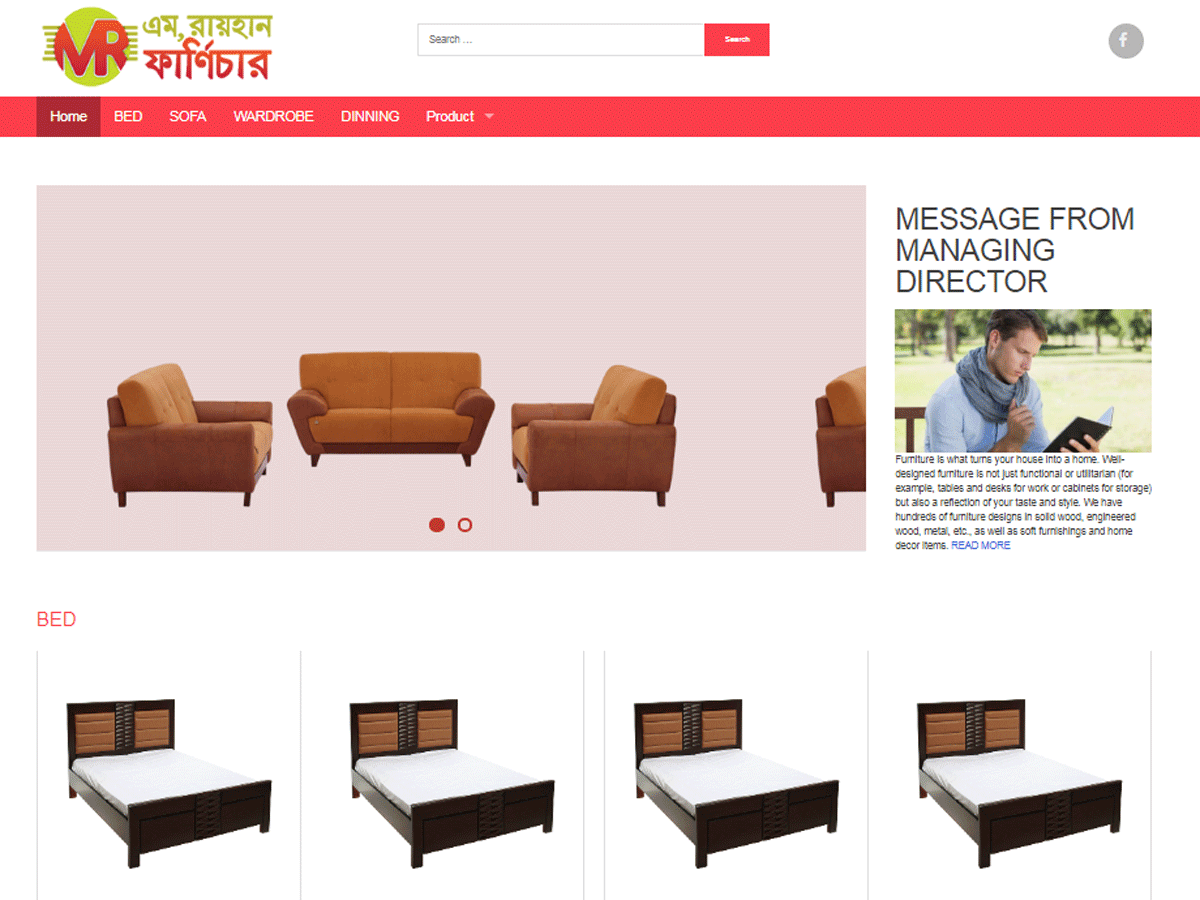 MR
এম, রায়হান
ফার্ণিচার
Search ...
Search
f
Home BED SOFA WARDROBE DINNING Product
MESSAGE FROM
MANAGING
DIRECTOR
Furniture is what turns your house into a home. Well-
designed furniture is not just functional or utilitarian (for
example, tables and desks for work or cabinets for storage)
but also a reflection of your taste and style. We have
hundreds of furniture designs in solid wood, engineered
wood, metal, etc., as well as soft furnishings and home
decor items. READ MORE
BED